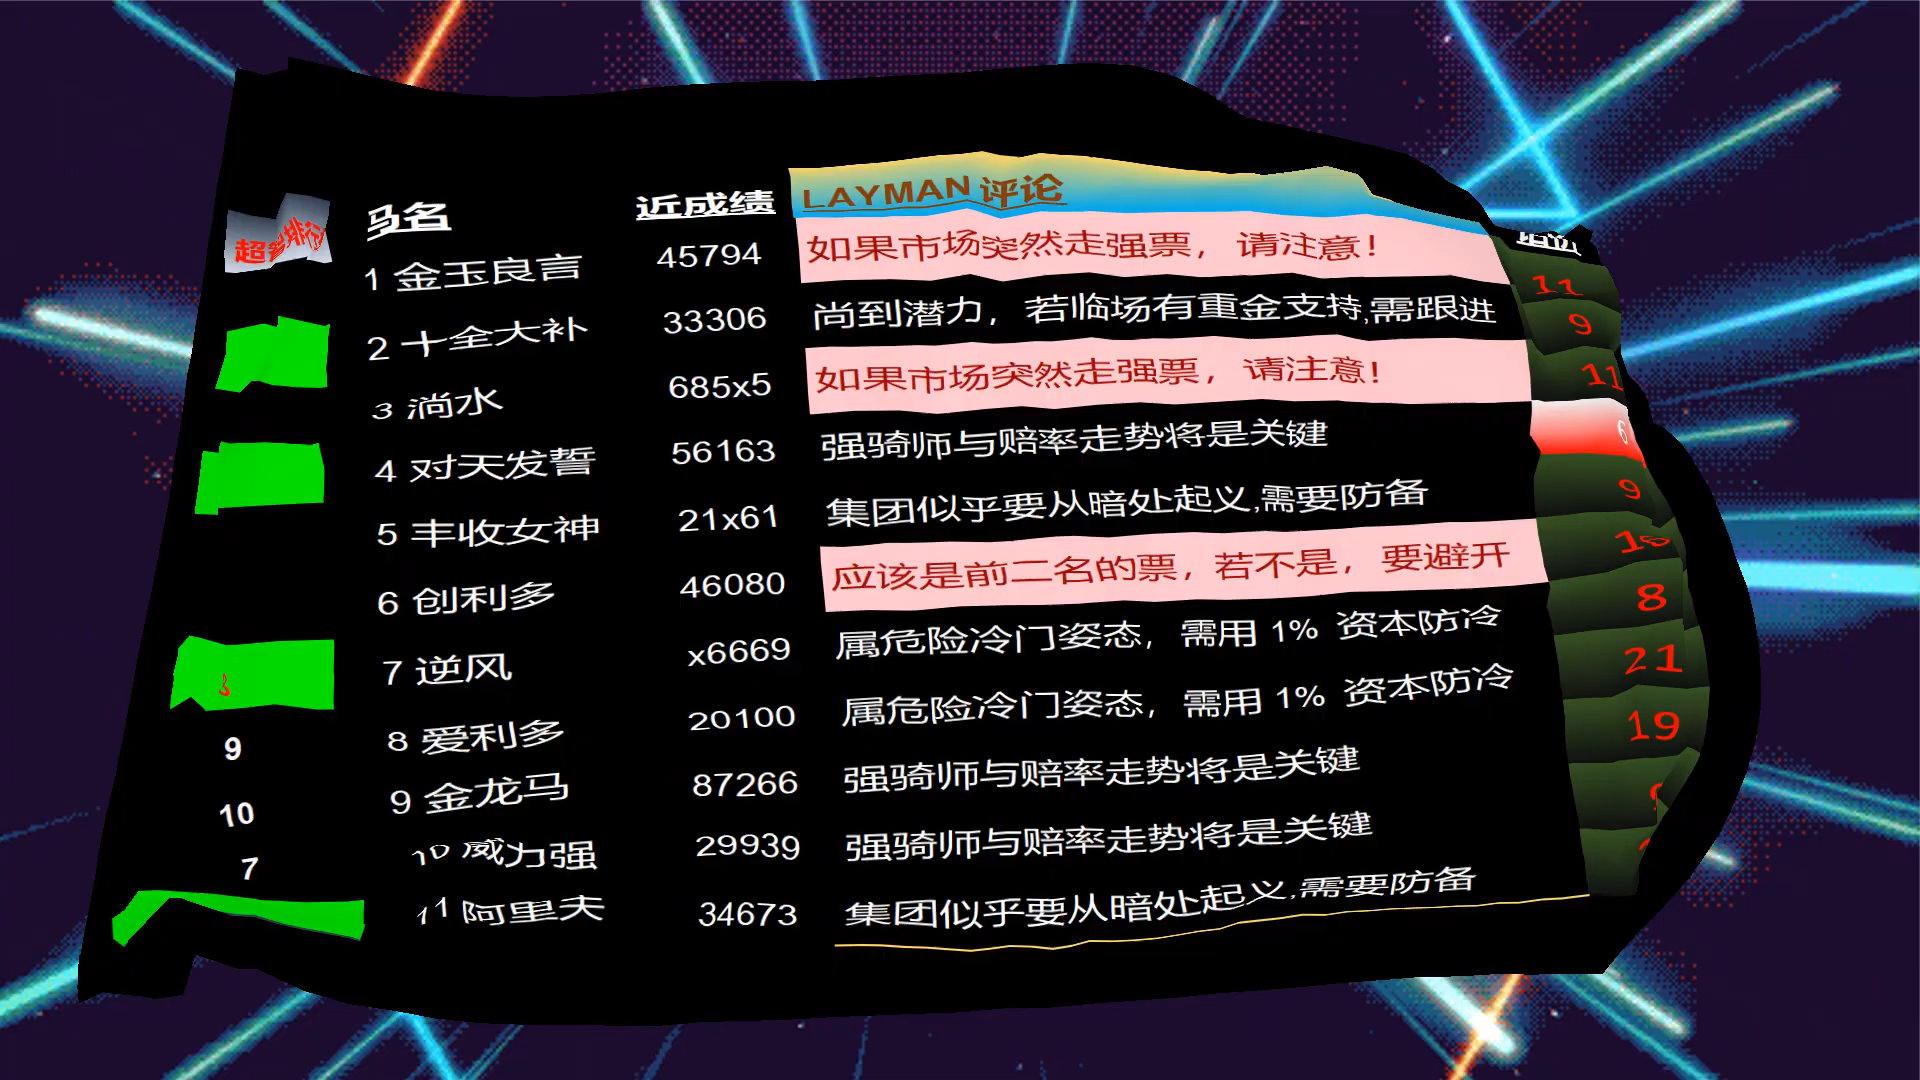 马名 近成绩 LAYMAN 评论
1 金玉良言 45794 如果市场突然走强票，请注意！ 11
2 十全大补 33306 尚到潜力，若临场有重金支持,需跟进 9
3 淌水 685x5 如果市场突然走强票，请注意！ 11
4 对天发誓 56163 强骑师与赔率走势将是关键 6
5 丰收女神 21x61 集团似乎要从暗处起义,需要防备 9
6 创利多 46080 应该是前二名的票，若不是，要避开
7 逆风 x6669 属危险冷门姿态，需用 1% 资本防冷 8
8 爱利多 20100 属危险冷门姿态，需用 1% 资本防冷 21
9 9 金龙马 87266 强骑师与赔率走势将是关键 19
10 10 威力强 29939 强骑师与赔率走势将是关键
7 11 阿里夫 34673 集团似乎要从暗处起义,需要防备